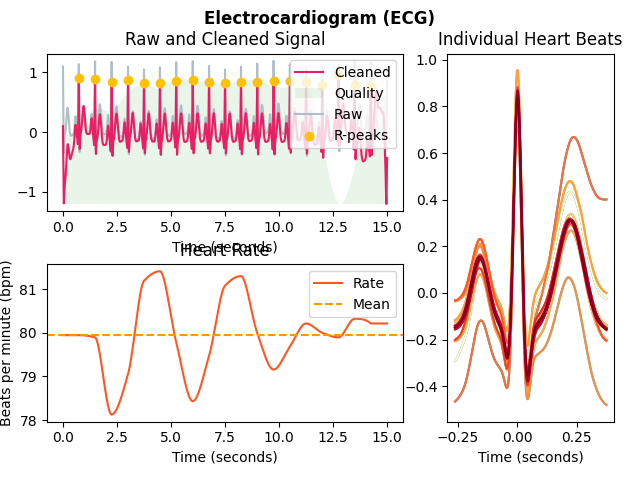 Electrocardiogram (ECG)
Raw and Cleaned Signal
1
0
−1
Cleaned
Quality
Raw
R-peaks
0.0 2.5 5.0 7.5 10.0 12.5 15.0
Time (seconds)
Heart Rate
Beats per minute (bpm)
81
80
79
78
Rate
Mean
0.0 2.5 5.0 7.5 10.0 12.5 15.0
Time (seconds)
Individual Heart Beats
1.0
0.8
0.6
0.4
0.2
0.0
−0.2
−0.4
−0.25 0.00 0.25
Time (seconds)